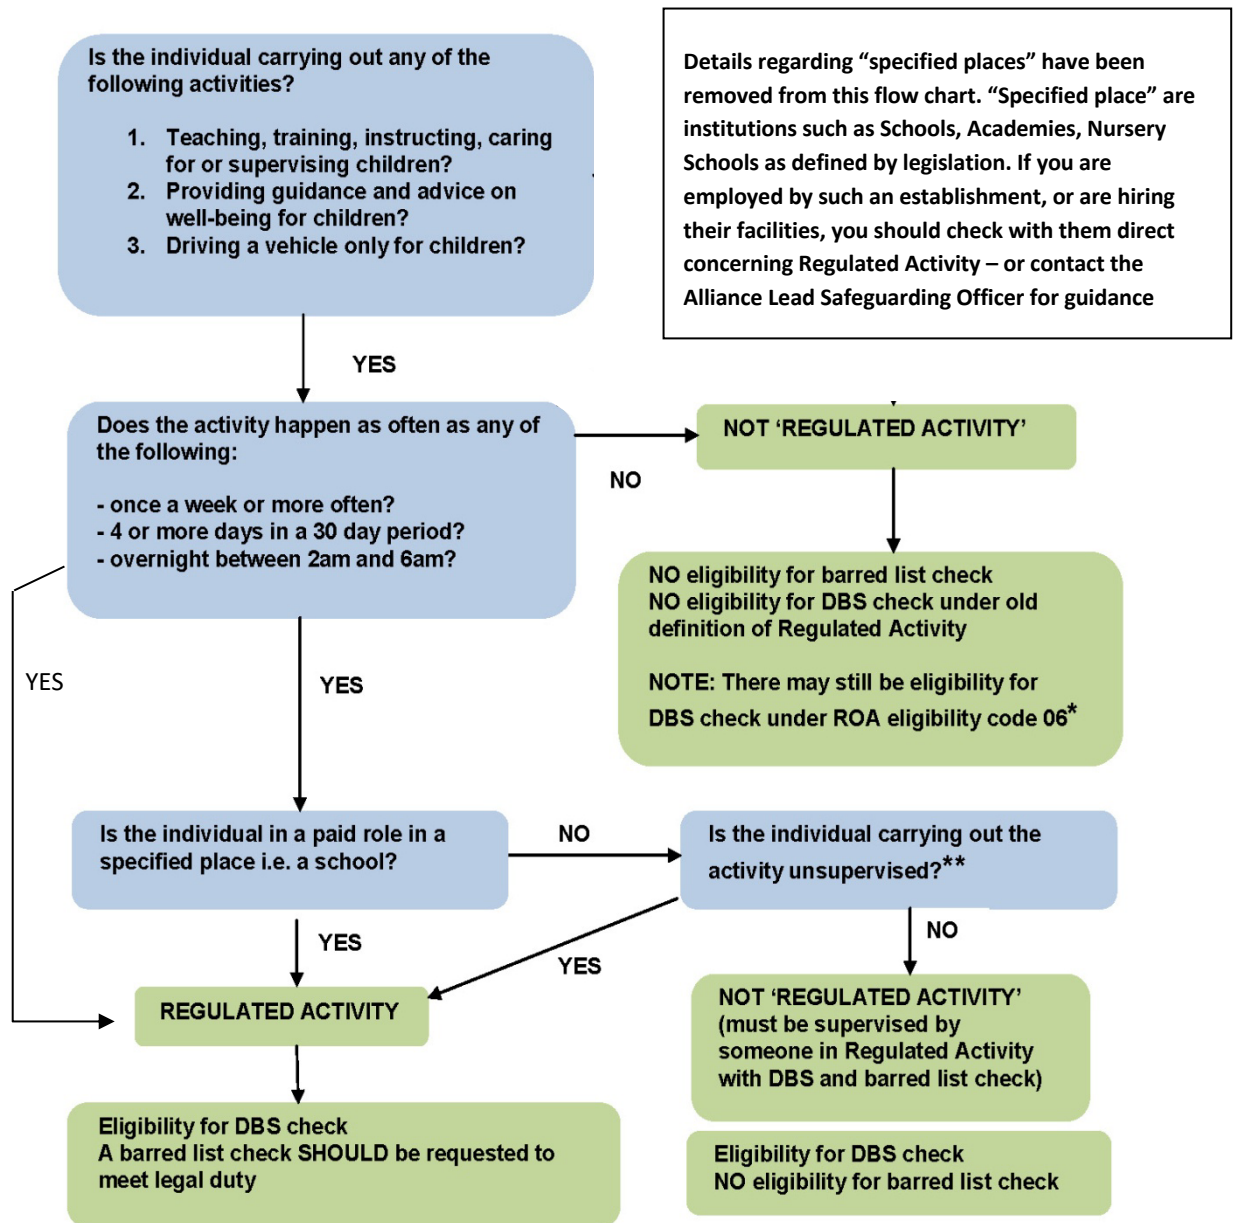 Is the individual carrying out any of the
following activities?
1. Teaching, training, instructing, caring
for or supervising children?
2. Providing guidance and advice on
well-being for children?
3. Driving a vehicle only for children?
Details regarding “specified places” have been
removed from this flow chart. “Specified place” are
institutions such as Schools, Academies, Nursery
Schools as defined by legislation. If you are
employed by such an establishment, or are hiring
their facilities, you should check with them direct
concerning Regulated Activity – or contact the
Alliance Lead Safeguarding Officer for guidance
YES
Does the activity happen as often as any of
the following:
- once a week or more often?
- 4 or more days in a 30 day period?
- overnight between 2am and 6am?
NO
NOT ‘REGULATED ACTIVITY’
NO eligibility for barred list check
NO eligibility for DBS check under old
definition of Regulated Activity
NOTE: There may still be eligibility for
DBS check under ROA eligibility code 06*
YES
YES
Is the individual in a paid role in a
specified place i.e. a school?
NO
Is the individual carrying out the
activity unsupervised?**
YES
YES
NO
REGULATED ACTIVITY
NOT ‘REGULATED ACTIVITY’
(must be supervised by
someone in Regulated Activity
with DBS and barred list check)
Eligibility for DBS check
A barred list check SHOULD be requested to
meet legal duty
Eligibility for DBS check
NO eligibility for barred list check